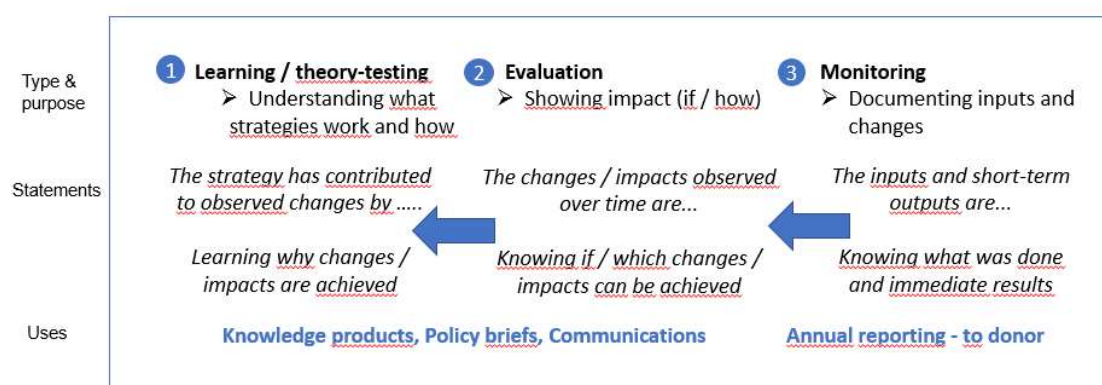 Type &
purpose
1 Learning / theory-testing
➢ Understanding what
strategies work and how
2 Evaluation
➢ Showing impact (if / how)
3 Monitoring
➢ Documenting inputs and
changes
Statements
The strategy has contributed
to observed changes by .....
The changes / impacts observed
over time are...
The inputs and short-term
outputs are...
Learning why changes /
impacts are achieved
Knowing if / which changes /
impacts can be achieved
Knowing what was done
and immediate results
Uses
Knowledge products, Policy briefs, Communications
Annual reporting - to donor